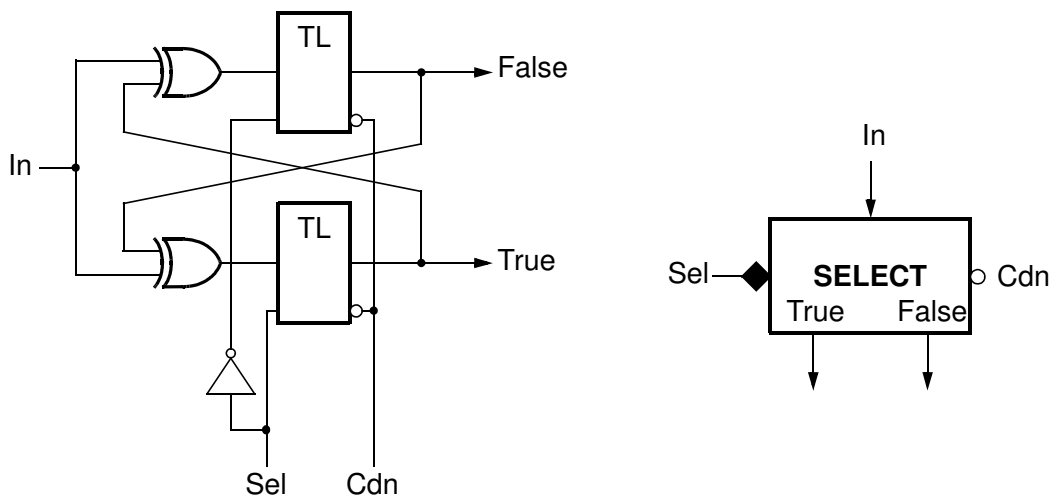 TL
False
In
TL
True
Sel
Cdn
In
Sel
SELECT
Cdn
True
False